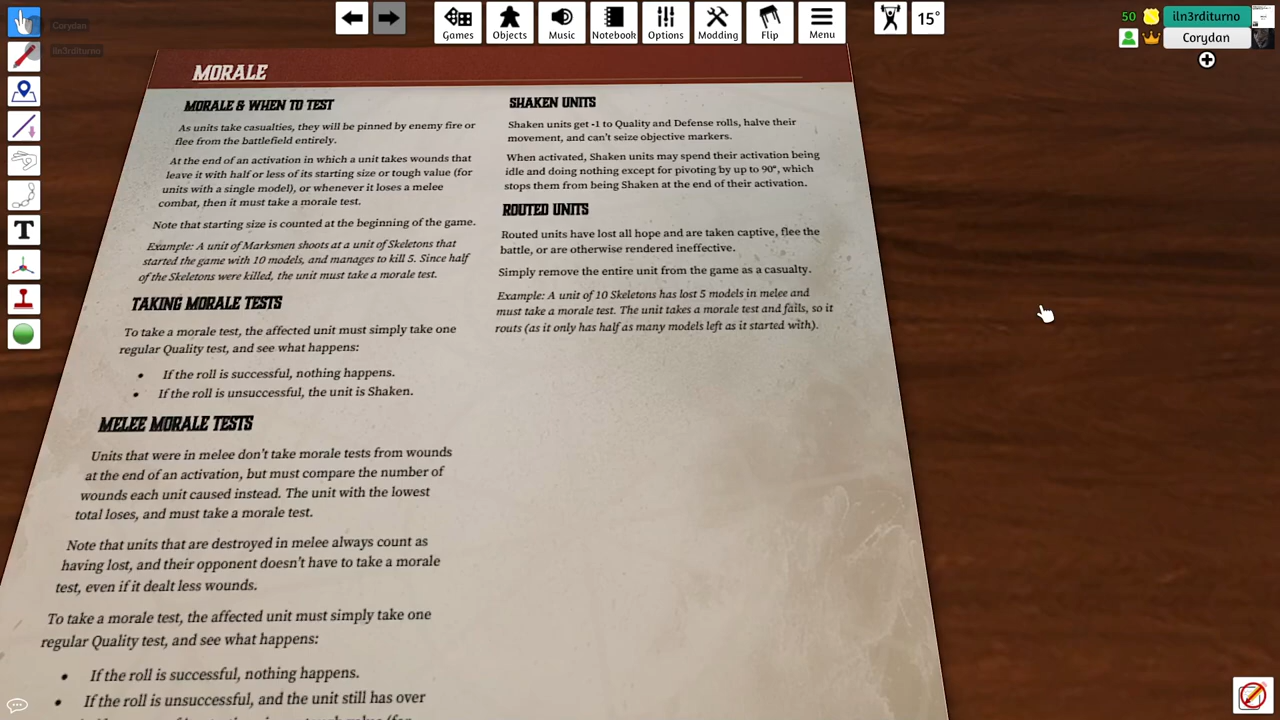 Corydan
iln3rditurno
Games
Objects
Music
Notebook
Options
Modding
Flip
Menu
15°
50
iln3rditurno
Corydan
MORALE
MORALE & WHEN TO TEST
As units take casualties, they will be pinned by enemy fire or
flee from the battlefield entirely.
At the end of an activation in which a unit takes wounds that
leave it with half or less of its starting size or tough value (for
units with a single model), or whenever it loses a melee
combat, then it must take a morale test.
Note that starting size is counted at the beginning of the game.
Example: A unit of Marksmen shoots at a unit of Skeletons that
started the game with 10 models, and manages to kill 5. Since half
of the Skeletons were killed, the unit must take a morale test.
TAKING MORALE TESTS
To take a morale test, the affected unit must simply take one
regular Quality test, and see what happens:
• If the roll is successful, nothing happens.
• If the roll is unsuccessful, the unit is Shaken.
MELEE MORALE TESTS
Units that were in melee don't take morale tests from wounds
at the end of an activation, but must compare the number of
wounds each unit caused instead. The unit with the lowest
total loses, and must take a morale test.
Note that units that are destroyed in melee always count as
having lost, and their opponent doesn't have to take a morale
test, even if it dealt less wounds.
To take a morale test, the affected unit must simply take one
regular Quality test, and see what happens:
• If the roll is successful, nothing happens.
• If the roll is unsuccessful, and the unit still has over
SHAKEN UNITS
Shaken units get -1 to Quality and Defense rolls, halve their
movement, and can't seize objective markers.
When activated, Shaken units may spend their activation being
idle and doing nothing except for pivoting by up to 90°, which
stops them from being Shaken at the end of their activation.
ROUTED UNITS
Routed units have lost all hope and are taken captive, flee the
battle, or are otherwise rendered ineffective.
Simply remove the entire unit from the game as a casualty.
Example: A unit of 10 Skeletons has lost 5 models in melee and
must take a morale test. The unit takes a morale test and fails, so it
routs (as it only has half as many models left as it started with).
T